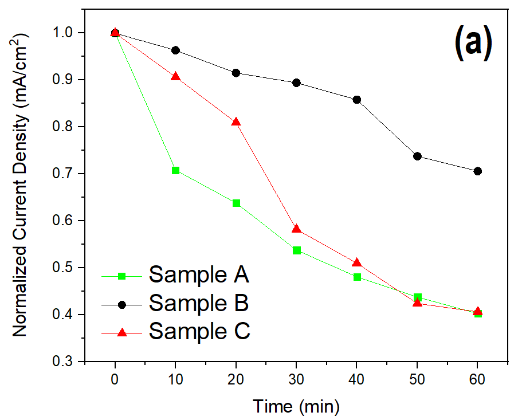 (a)
Normalized Current Density (mA/cm²)
1.0
0.9
0.8
0.7
0.6
0.5
0.4
0.3
Sample A
Sample B
Sample C
0 10 20 30 40 50 60
Time (min)